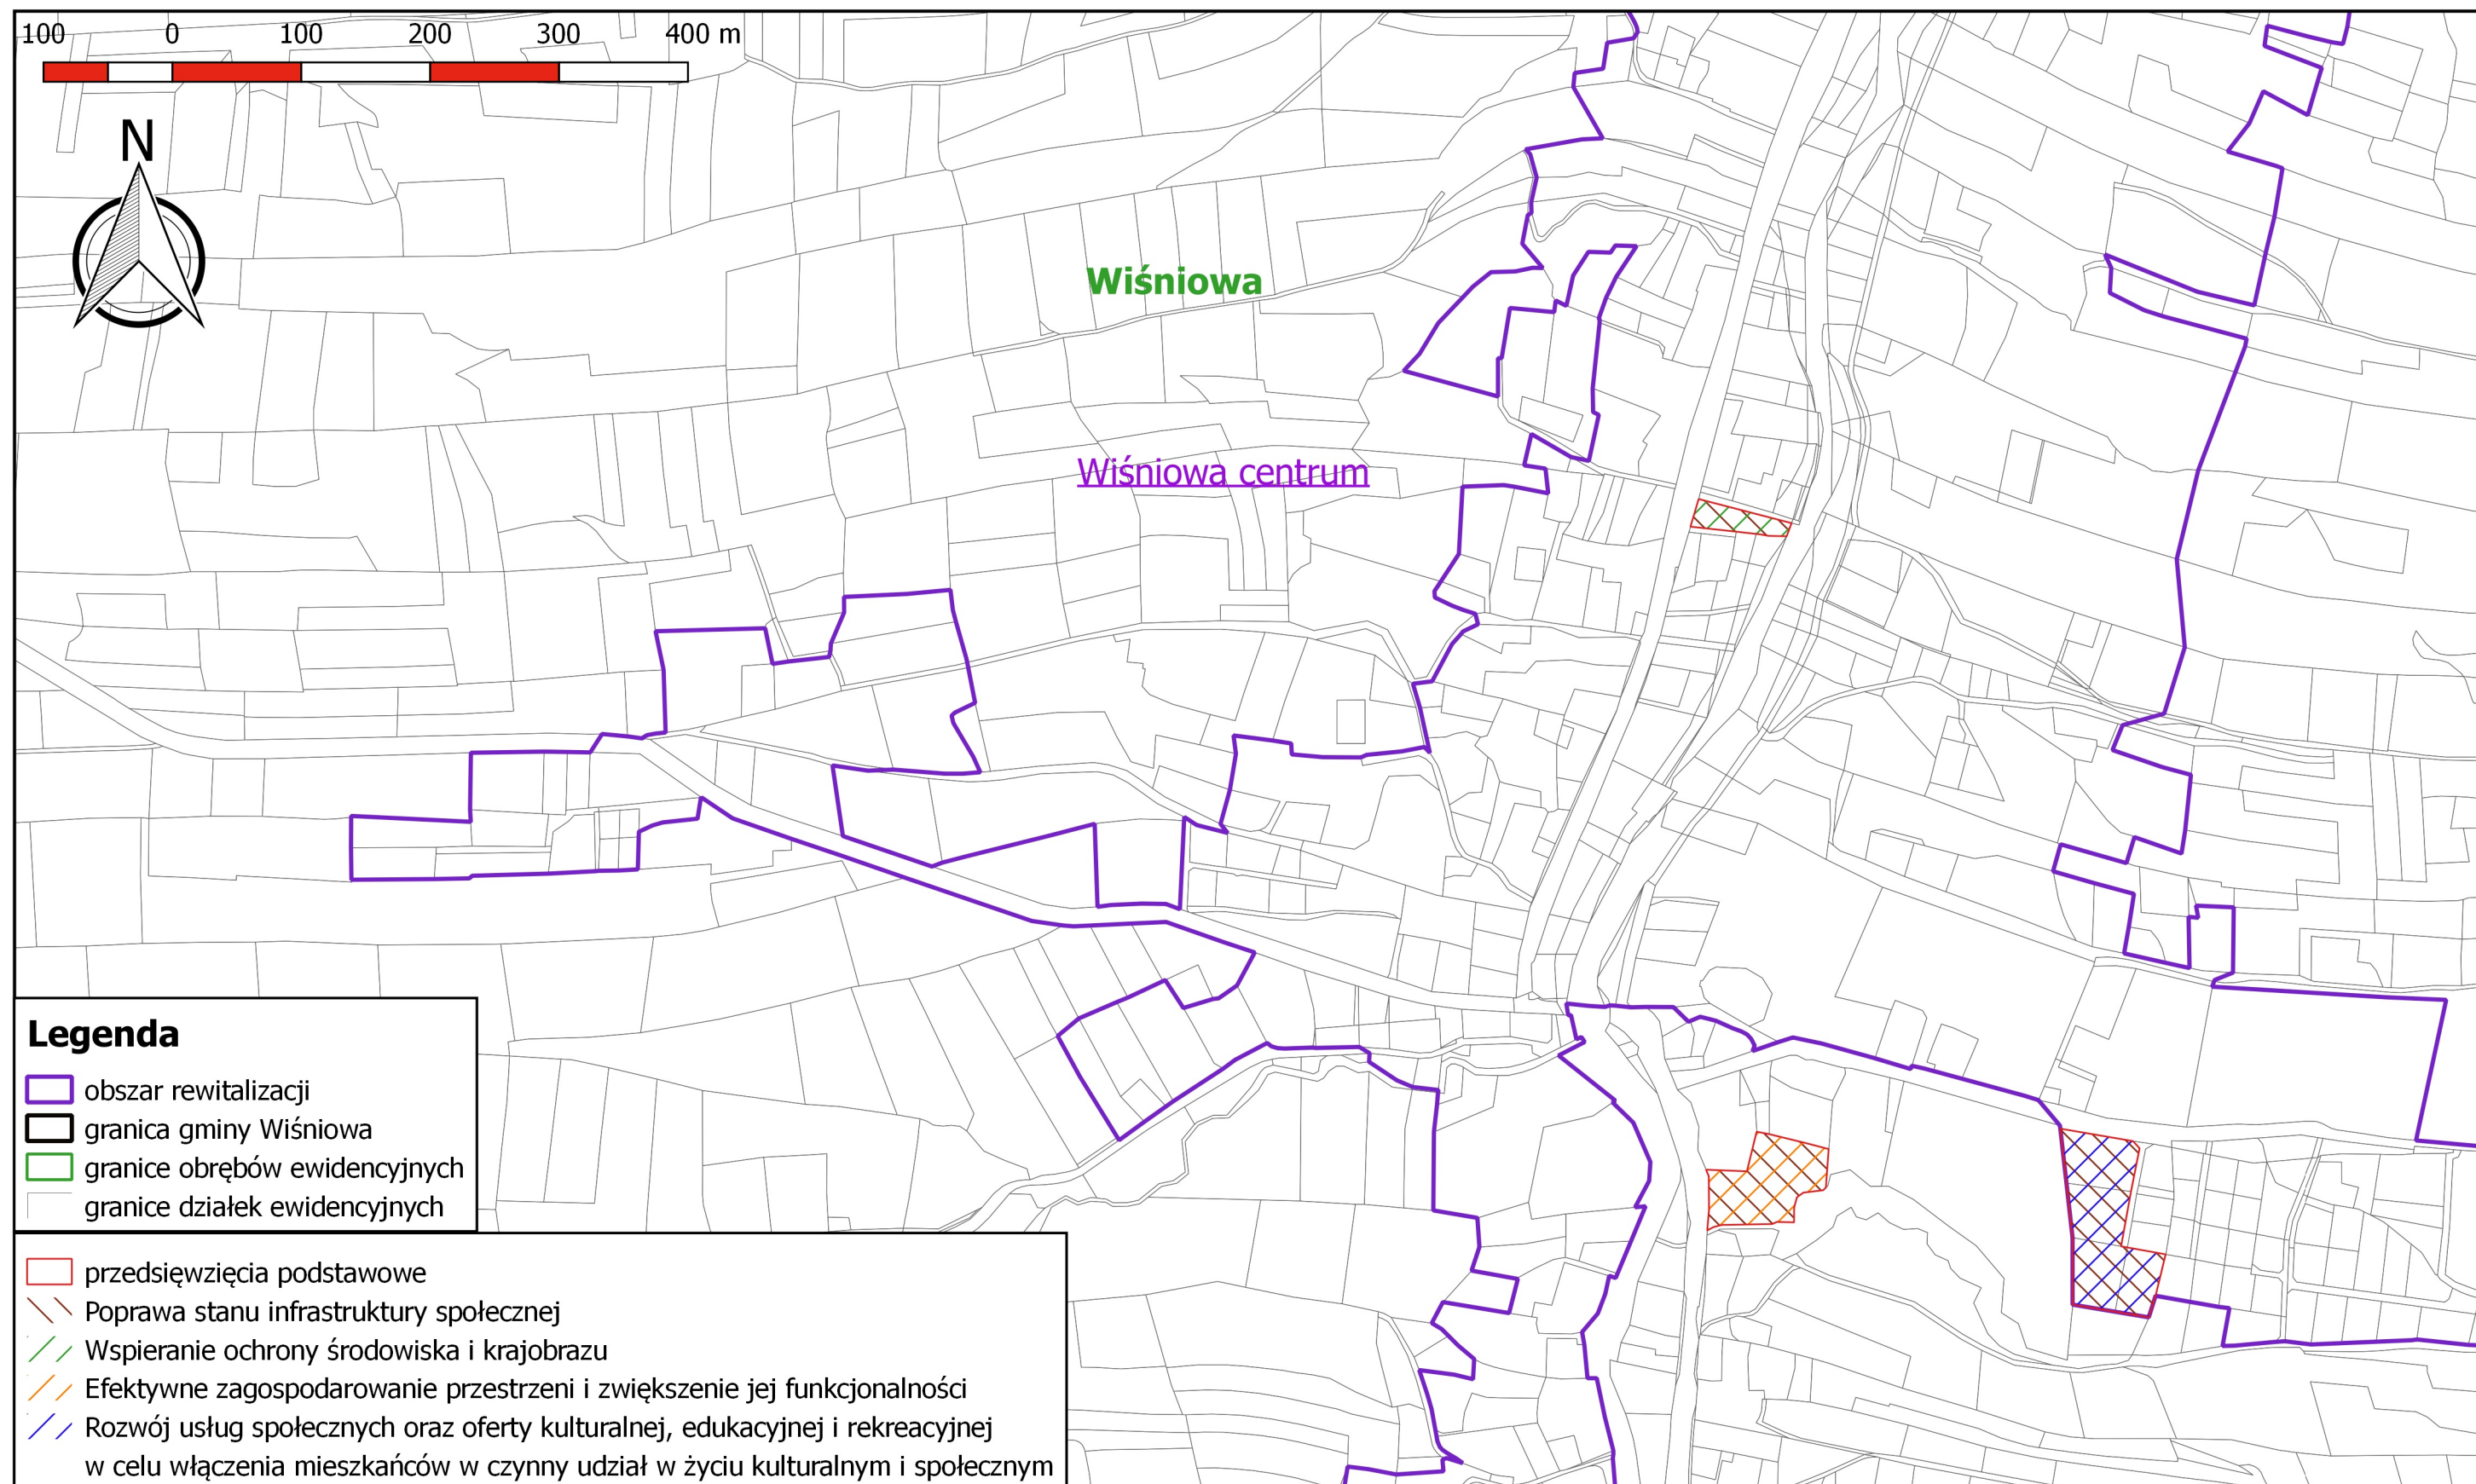 100 0 100 200 300 400 m
N
Wiśniowa
Wiśniowa centrum
Legenda
obszar rewitalizacji
granica gminy Wiśniowa
granice obrębów ewidencyjnych
granice działek ewidencyjnych
przedsięwzięcia podstawowe
Poprawa stanu infrastruktury społecznej
Wspieranie ochrony środowiska i krajobrazu
Efektywne zagospodarowanie przestrzeni i zwiększenie jej funkcjonalności
Rozwój usług społecznych oraz oferty kulturalnej, edukacyjnej i rekreacyjnej
w celu włączenia mieszkańców w czynny udział w życiu kulturalnym i społecznym